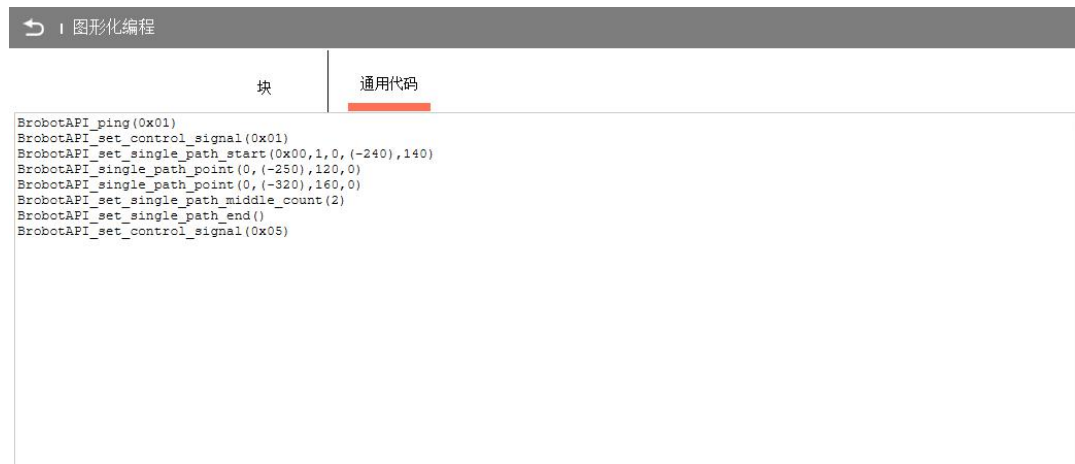 图形化编程
块
通用代码
BrobotAPI_ping(0x01)
BrobotAPI_set_control_signal(0x01)
BrobotAPI_set_single_path_start(0x00,1,0,(-240),140)
BrobotAPI_single_path_point(0,(-250),120,0)
BrobotAPI_single_path_point(0,(-320),160,0)
BrobotAPI_set_single_path_middle_count(2)
BrobotAPI_set_single_path_end()
BrobotAPI_set_control_signal(0x05)